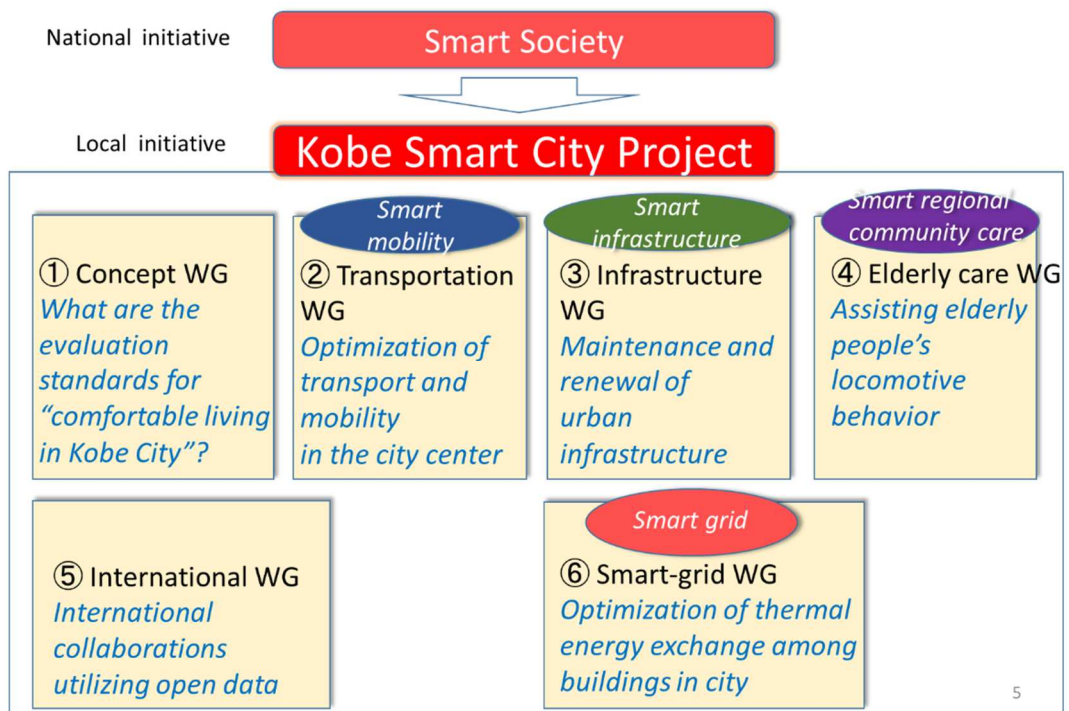 National initiative
Smart Society
Local initiative
Kobe Smart City Project
Smart
mobility
Smart
infrastructure
Smart regional
community care
① Concept WG
What are the
evaluation
standards for
“comfortable living
in Kobe City”?
② Transportation
WG
Optimization of
transport and
mobility
in the city center
③ Infrastructure
WG
Maintenance and
renewal of
urban
infrastructure
④ Elderly care WG
Assisting elderly
people’s
locomotive
behavior
⑤ International WG
International
collaborations
utilizing open data
Smart grid
⑥ Smart-grid WG
Optimization of thermal
energy exchange among
buildings in city
5